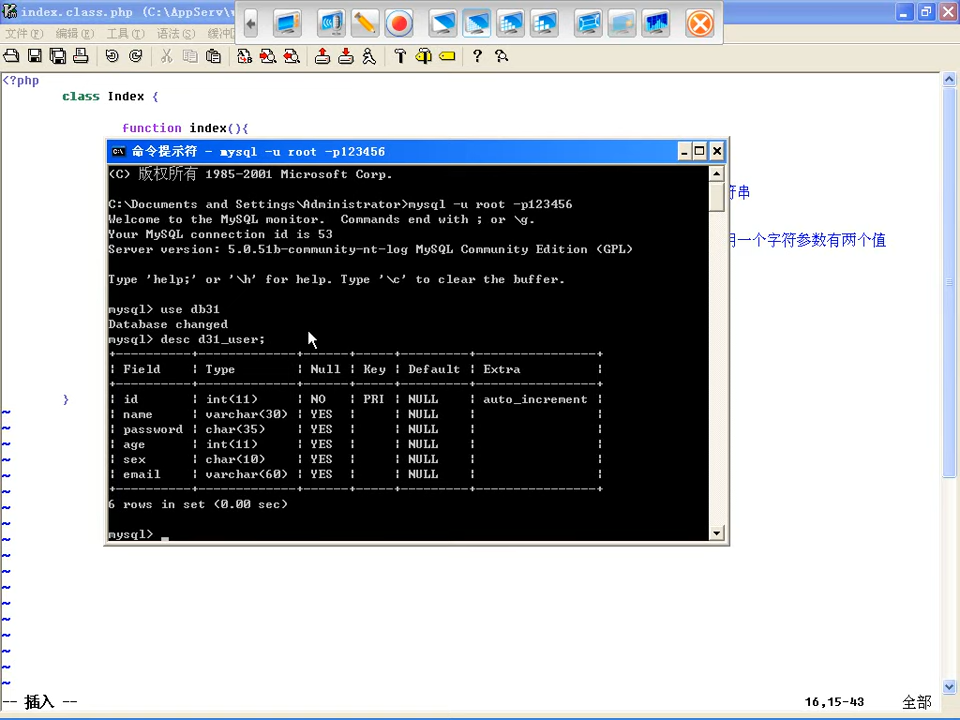 index.class.php (C:\AppServ\
文件(F) 编辑(E) 工具(T) 语法(S) 缓冲
<?php
class Index {
function index(){
符串
用一个字符参数有两个值
}
命令提示符 - mysql -u root -p123456
(C) 版权所有 1985-2001 Microsoft Corp.
C:\Documents and Settings\Administrator>mysql -u root -p123456
Welcome to the MySQL monitor.  Commands end with ; or \g.
Your MySQL connection id is 53
Server version: 5.0.51b-community-nt-log MySQL Community Edition (GPL)
Type 'help;' or '\h' for help. Type '\c' to clear the buffer.
mysql> use db31
Database changed
mysql> desc d31_user;
+----------+-------------+------+-----+---------+----------------+
| Field    | Type        | Null | Key | Default | Extra          |
+----------+-------------+------+-----+---------+----------------+
| id       | int(11)     | NO   | PRI | NULL    | auto_increment |
| name     | varchar(30) | YES  |     | NULL    |                |
| password | char(35)    | YES  |     | NULL    |                |
| age      | int(11)     | YES  |     | NULL    |                |
| sex      | char(10)    | YES  |     | NULL    |                |
| email    | varchar(60) | YES  |     | NULL    |                |
+----------+-------------+------+-----+---------+----------------+
6 rows in set (0.00 sec)
mysql> _
-- 插入 -- 16,15-43 全部